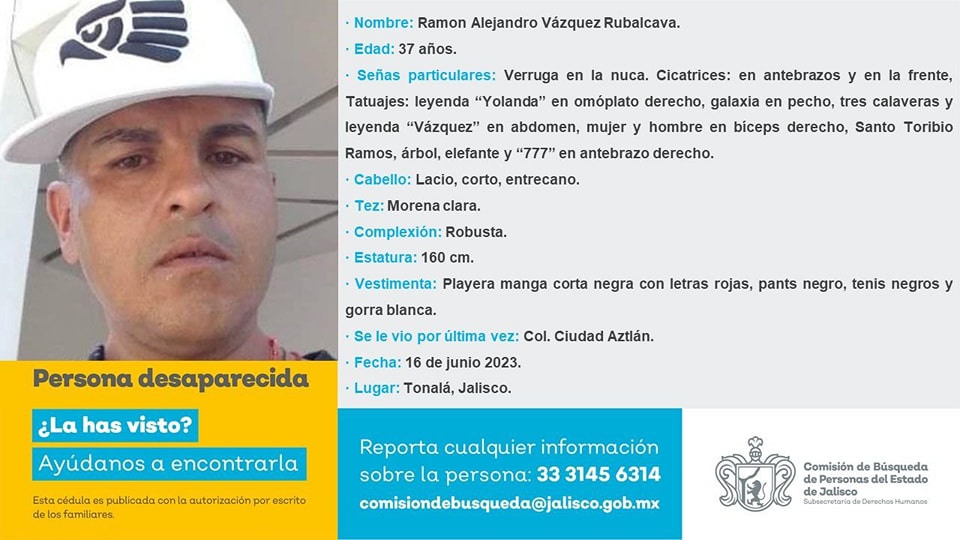 · Nombre: Ramon Alejandro Vázquez Rubalcava.
· Edad: 37 años.
· Señas particulares: Verruga en la nuca. Cicatrices: en antebrazos y en la frente,
Tatuajes: leyenda “Yolanda” en omóplato derecho, galaxia en pecho, tres calaveras y
leyenda “Vázquez” en abdomen, mujer y hombre en bíceps derecho, Santo Toribio
Ramos, árbol, elefante y “777” en antebrazo derecho.
· Cabello: Lacio, corto, entrecano.
· Tez: Morena clara.
· Complexión: Robusta.
· Estatura: 160 cm.
· Vestimenta: Playera manga corta negra con letras rojas, pants negro, tenis negros y
gorra blanca.
· Se le vio por última vez: Col. Ciudad Aztlán.
· Fecha: 16 de junio 2023.
· Lugar: Tonalá, Jalisco.
Persona desaparecida
¿La has visto?
Ayúdanos a encontrarla
Esta cédula es publicada con la autorización por escrito
de los familiares.
Reporta cualquier información
sobre la persona: 33 3145 6314
comisiondebusqueda@jalisco.gob.mx
Comisión de Búsqueda
de Personas del Estado
de Jalisco
Subsecretaría de Derechos Humanos